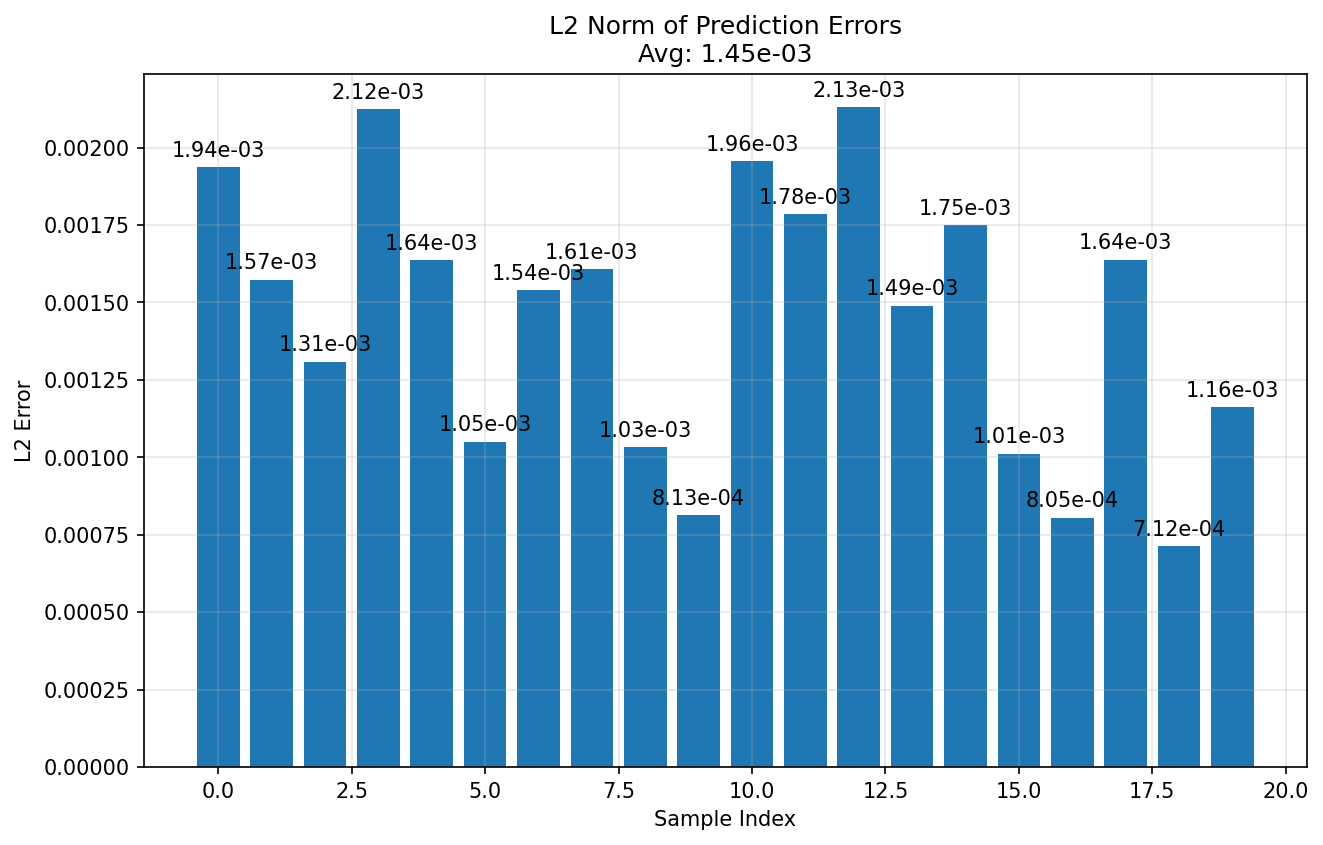 L2 Norm of Prediction Errors
Avg: 1.45e-03
2.12e-03
2.13e-03
1.94e-03
1.96e-03
1.78e-03
1.75e-03
1.64e-03
1.64e-03
1.61e-03
1.57e-03
1.54e-03
1.49e-03
1.31e-03
1.16e-03
1.05e-03
1.03e-03
1.01e-03
8.13e-04
8.05e-04
7.12e-04
0.00200
0.00175
0.00150
0.00125
0.00100
0.00075
0.00050
0.00025
0.00000
L2 Error
0.0 2.5 5.0 7.5 10.0 12.5 15.0 17.5 20.0
Sample Index